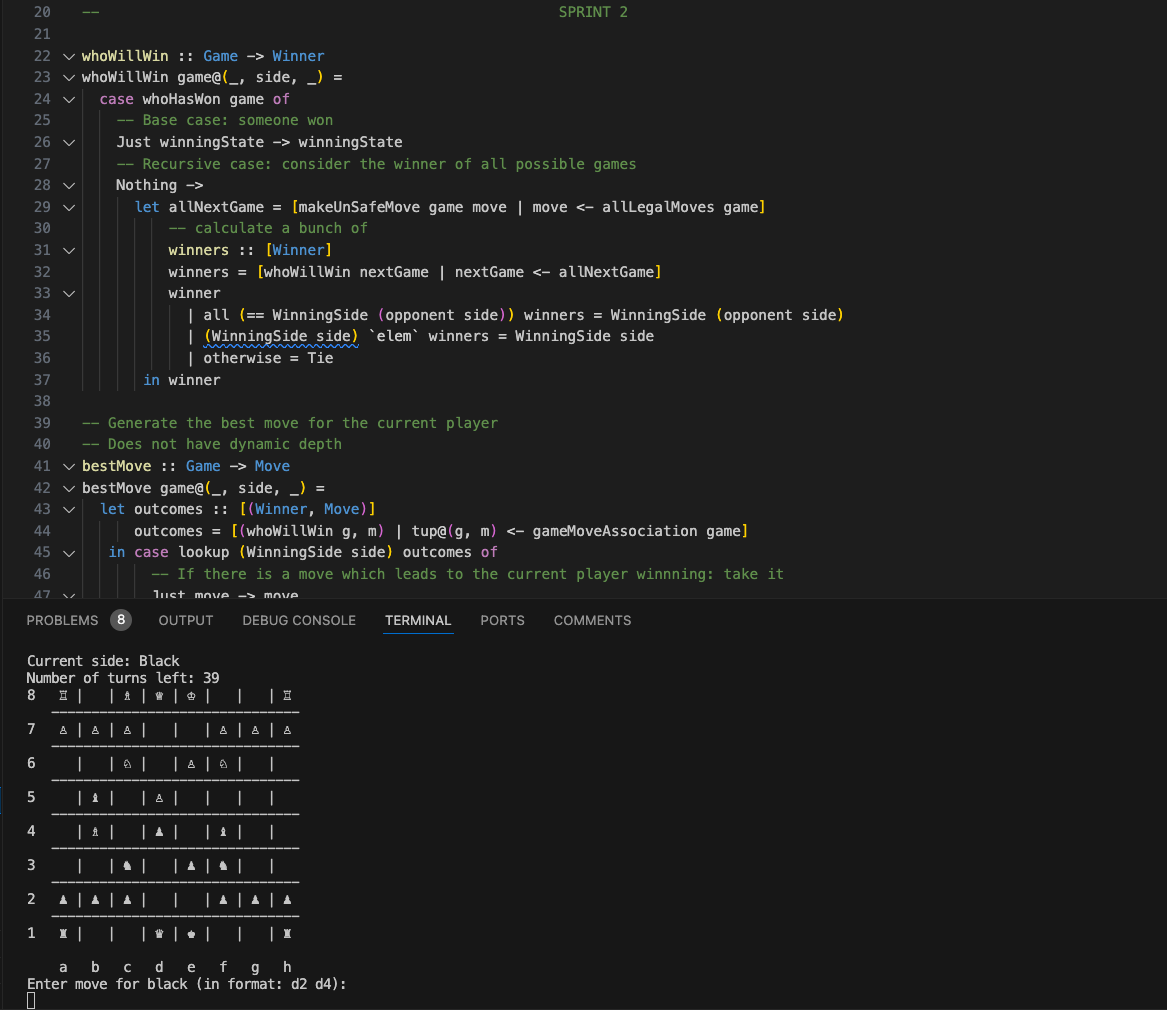 20 -- SPRINT 2
21
22 whoWillWin :: Game -> Winner
23 whoWillWin game@(_, side, _) =
24 case whoHasWon game of
25 -- Base case: someone won
26 Just winningState -> winningState
27 -- Recursive case: consider the winner of all possible games
28 Nothing ->
29 let allNextGame = [makeUnSafeMove game move | move <- allLegalMoves game]
30 -- calculate a bunch of
31 winners :: [Winner]
32 winners = [whoWillWin nextGame | nextGame <- allNextGame]
33 winner
34 | all (== WinningSide (opponent side)) winners = WinningSide (opponent side)
35 | (WinningSide side) `elem` winners = WinningSide side
36 | otherwise = Tie
37 in winner
38
39 -- Generate the best move for the current player
40 -- Does not have dynamic depth
41 bestMove :: Game -> Move
42 bestMove game@(_, side, _) =
43 let outcomes :: [(Winner, Move)]
44 outcomes = [(whoWillWin g, m) | tup@(g, m) <- gameMoveAssociation game]
45 in case lookup (WinningSide side) outcomes of
46 -- If there is a move which leads to the current player winnning: take it
47 Just move -> move
PROBLEMS 8 OUTPUT DEBUG CONSOLE TERMINAL PORTS COMMENTS
Current side: Black
Number of turns left: 39
8 ♖ |   | ♗ | ♛ | ♔ |   |   | ♖
7 ♙ | ♙ | ♙ |   |   | ♙ | ♙ | ♙
6   |   | ♘ |   | ♙ | ♘ |   |
5   | ♝ |   | ♙ |   |   |   |
4   | ♗ |   | ♟ |   | ♝ |   |
3   |   | ♞ |   | ♟ | ♞ |   |
2 ♟ | ♟ | ♟ |   |   | ♟ | ♟ | ♟
1 ♜ |   |   | ♛ | ♚ |   |   | ♜
a b c d e f g h
Enter move for black (in format: d2 d4):